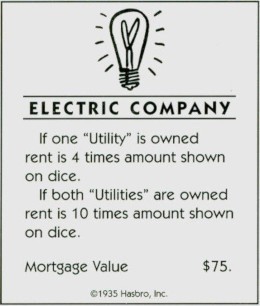 ELECTRIC COMPANY
If one "Utility" is owned
rent is 4 times amount shown
on dice.
If both "Utilities" are owned
rent is 10 times amount shown
on dice.
Mortgage Value $75.
©1935 Hasbro, Inc.